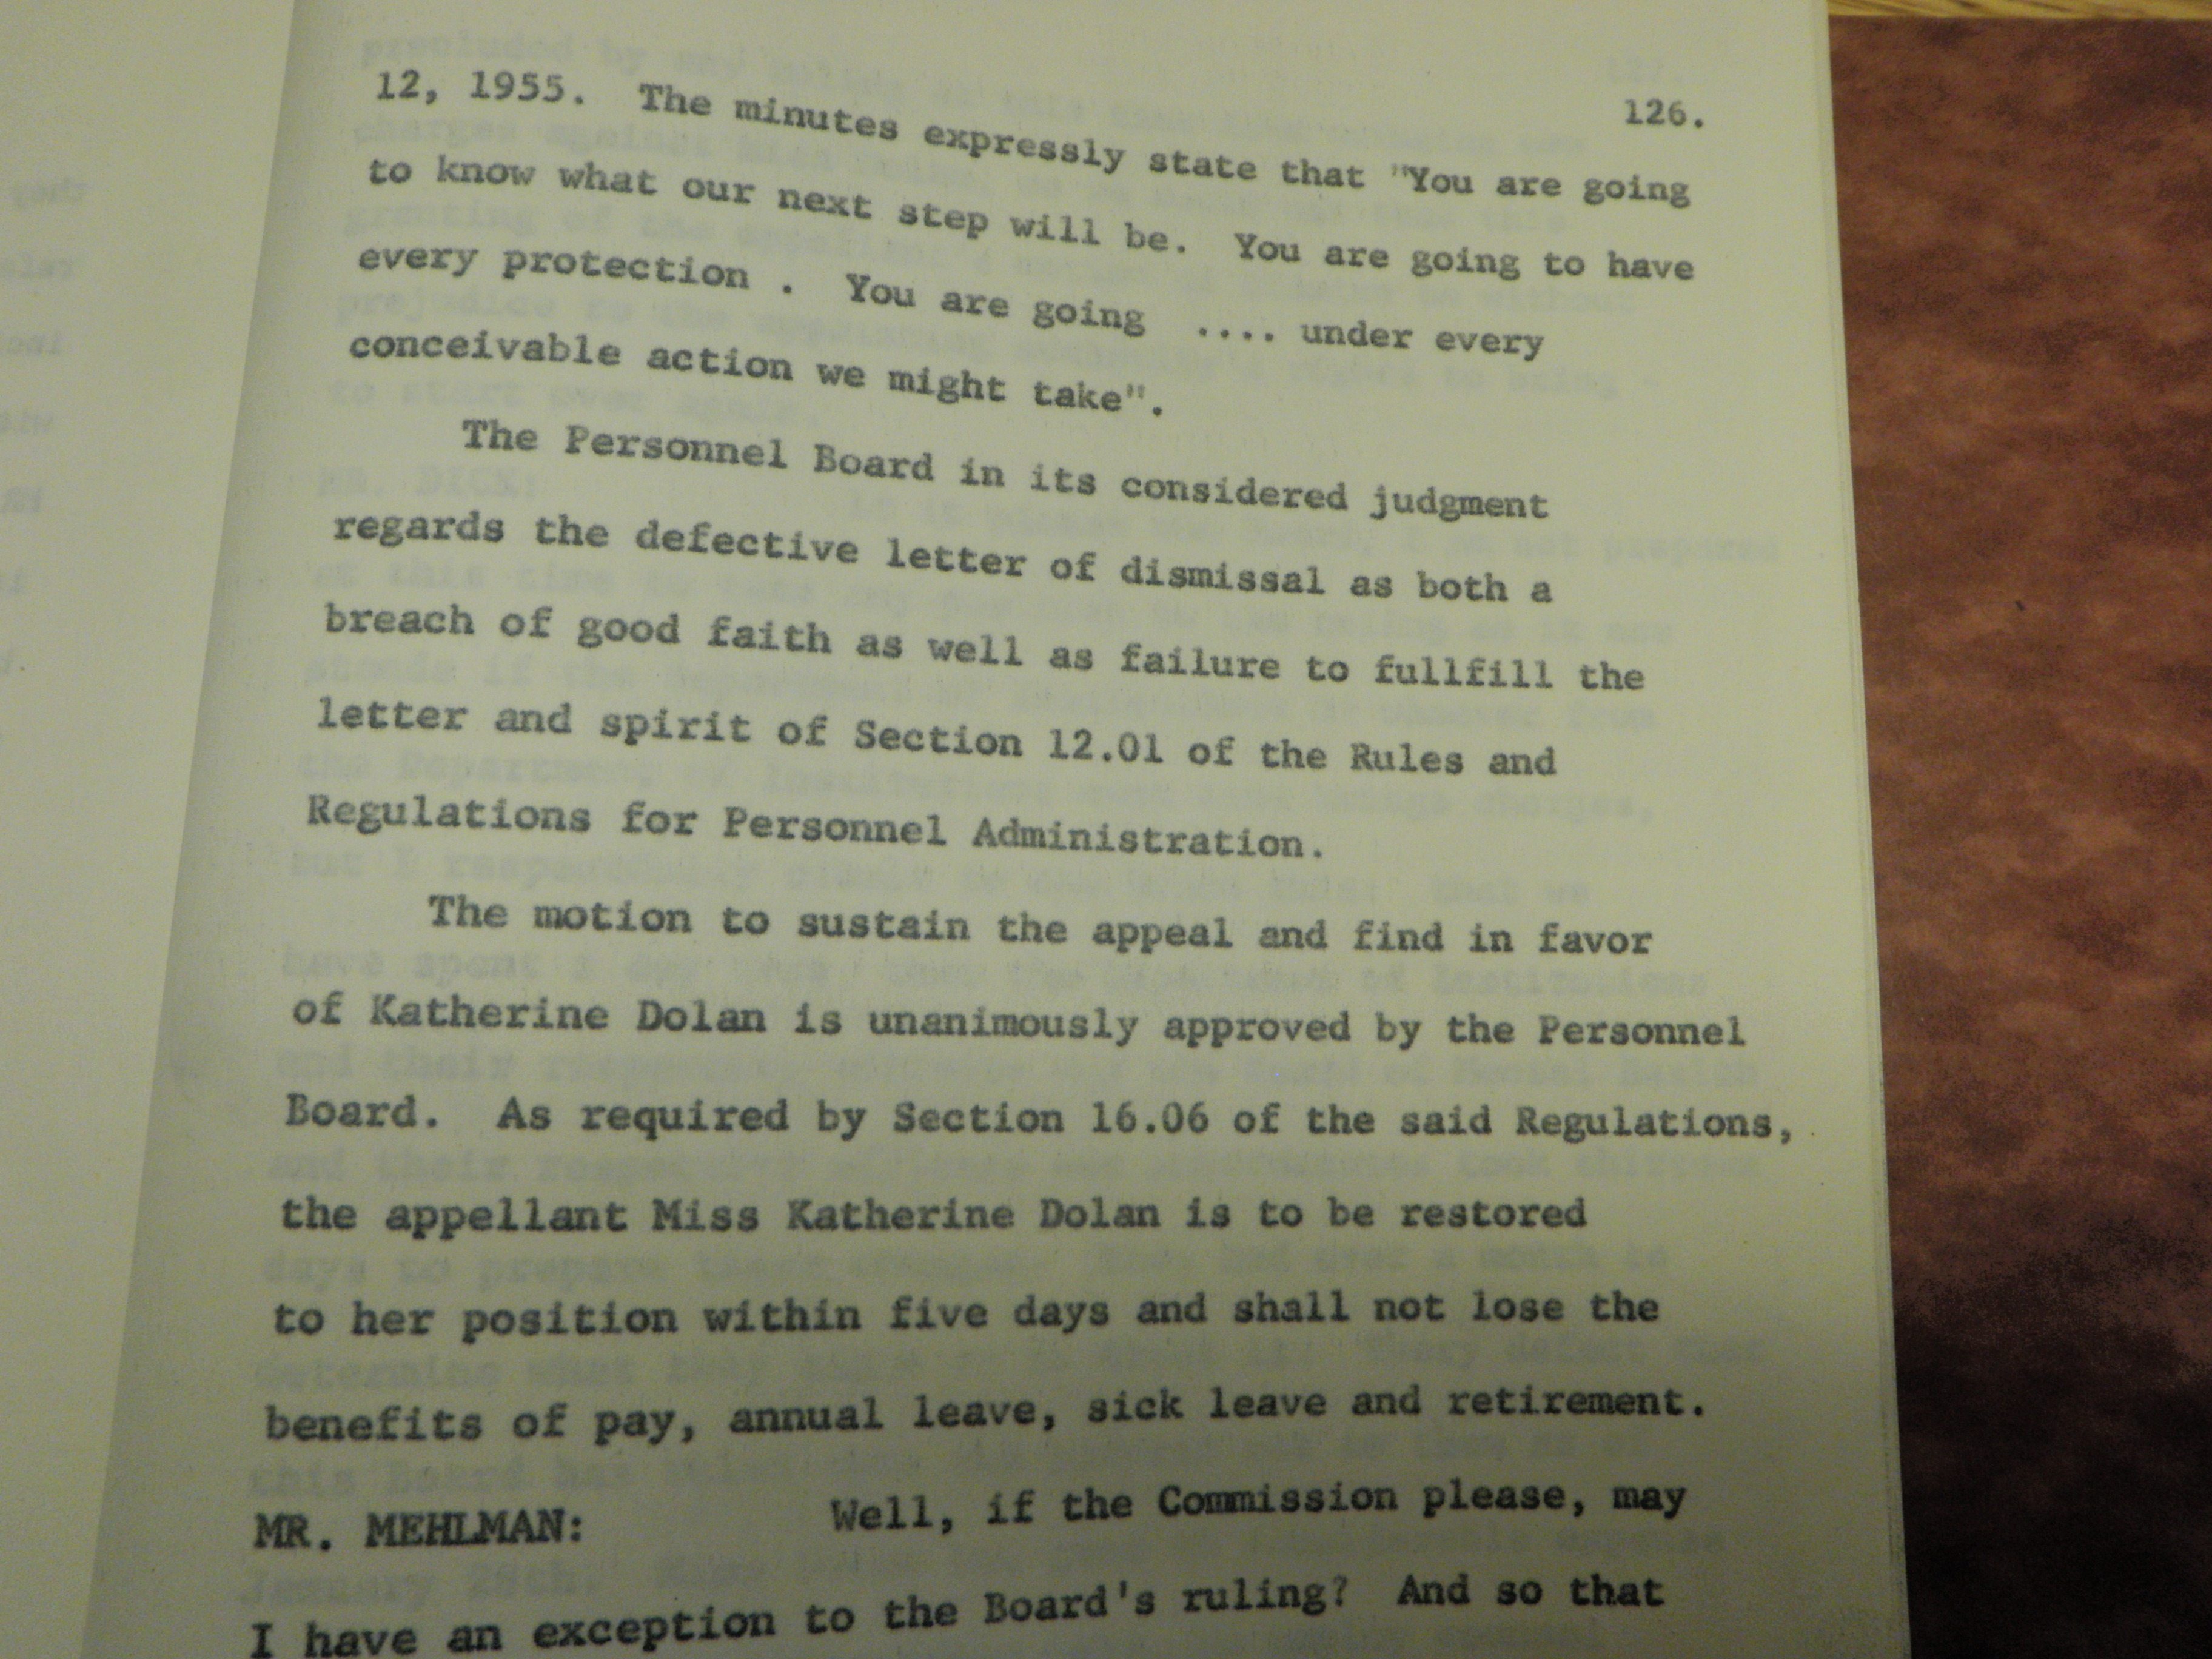 126.
12, 1955. The minutes expressly state that "You are going
to know what our next step will be. You are going to have
every protection . You are going .... under every
conceivable action we might take".
The Personnel Board in its considered judgment
regards the defective letter of dismissal as both a
breach of good faith as well as failure to fullfill the
letter and spirit of Section 12.01 of the Rules and
Regulations for Personnel Administration.
The motion to sustain the appeal and find in favor
of Katherine Dolan is unanimously approved by the Personnel
Board. As required by Section 16.06 of the said Regulations,
the appellant Miss Katherine Dolan is to be restored
to her position within five days and shall not lose the
benefits of pay, annual leave, sick leave and retirement.
MR. MEHLMAN: Well, if the Commission please, may
I have an exception to the Board's ruling? And so that